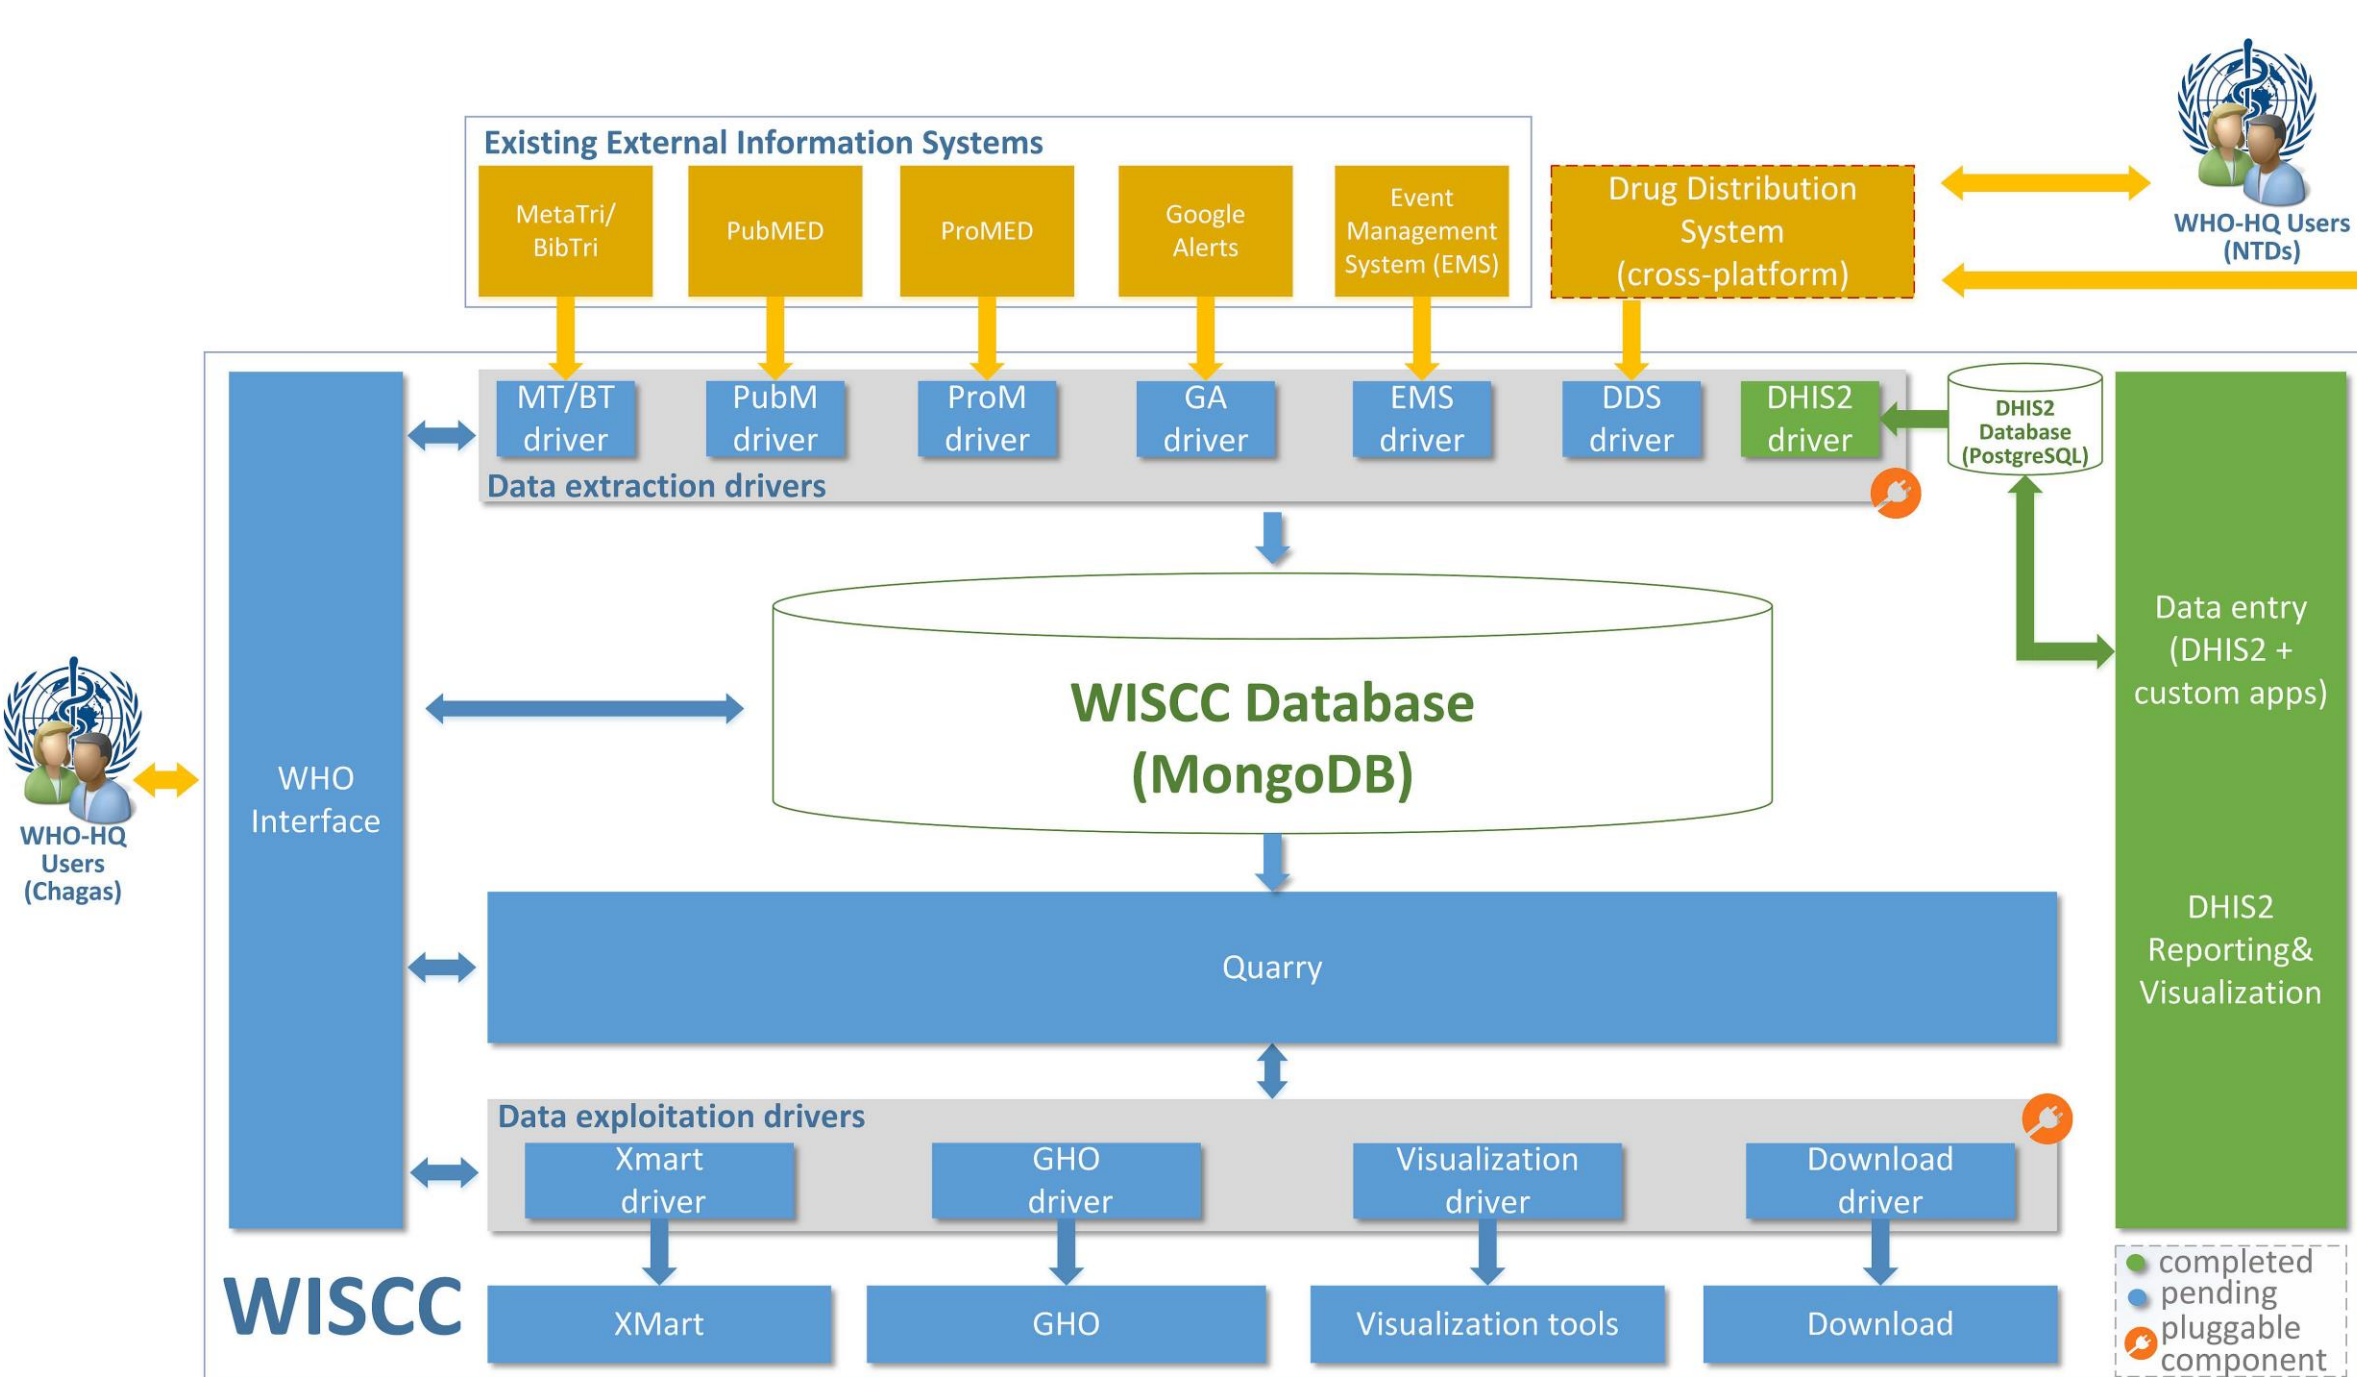 Existing External Information Systems
MetaTri/
BibTri
PubMED
ProMED
Google
Alerts
Event
Management
System (EMS)
Drug Distribution
System
(cross-platform)
WHO-HQ Users
(NTDs)
MT/BT
driver
PubM
driver
ProM
driver
GA
driver
EMS
driver
DDS
driver
DHIS2
driver
Data extraction drivers
DHIS2
Database
(PostgreSQL)
Data entry
(DHIS2 +
custom apps)
DHIS2
Reporting&
Visualization
WHO-HQ
Users
(Chagas)
WHO
Interface
WISCC Database
(MongoDB)
Quarry
Data exploitation drivers
Xmart
driver
GHO
driver
Visualization
driver
Download
driver
WISCC
XMart
GHO
Visualization tools
Download
completed
pending
pluggable
component